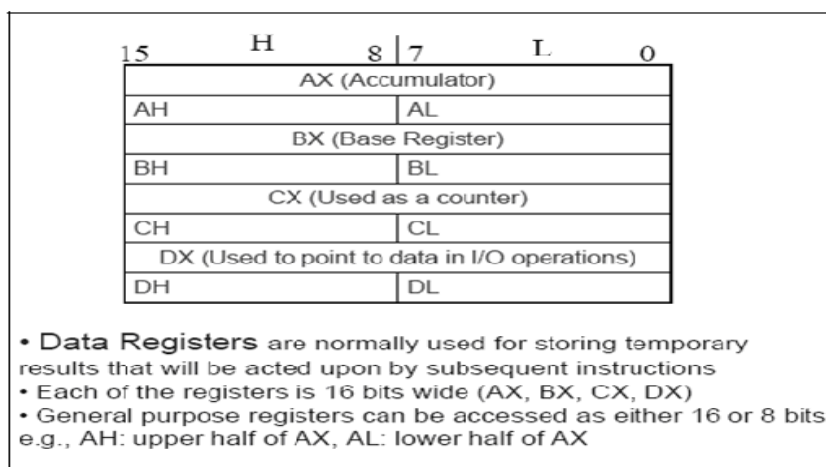 15 H 8 7 L 0
AX (Accumulator)
AH AL
BX (Base Register)
BH BL
CX (Used as a counter)
CH CL
DX (Used to point to data in I/O operations)
DH DL
• Data Registers are normally used for storing temporary
results that will be acted upon by subsequent instructions
• Each of the registers is 16 bits wide (AX, BX, CX, DX)
• General purpose registers can be accessed as either 16 or 8 bits
e.g., AH: upper half of AX, AL: lower half of AX